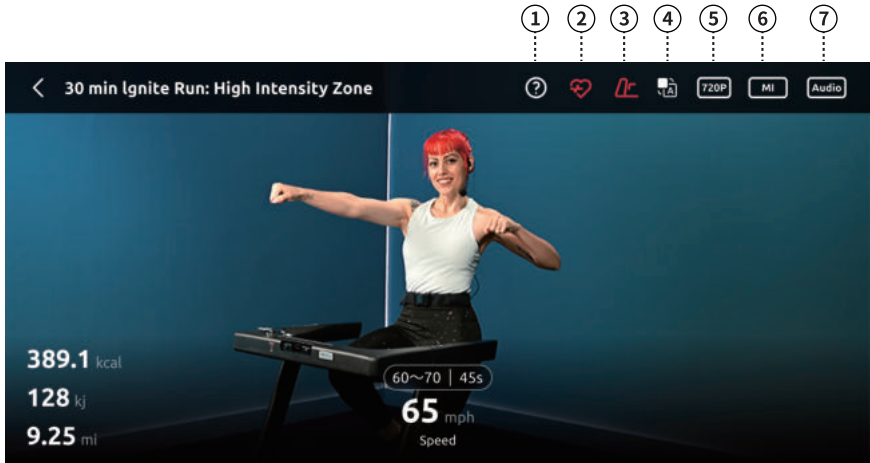 ① ② ③ ④ ⑤ ⑥ ⑦
30 min lgnite Run: High Intensity Zone
? A 720P MI Audio
389.1 kcal
128 kj
9.25 mi
60～70 | 45s
65 mph
Speed